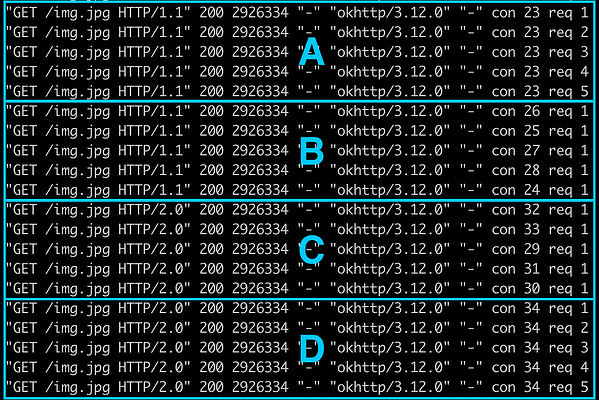 "GET /img.jpg HTTP/1.1" 200 2926334 "-" "okhttp/3.12.0" "-" con 23 req 1
"GET /img.jpg HTTP/1.1" 200 2926334 "-" "okhttp/3.12.0" "-" con 23 req 2
"GET /img.jpg HTTP/1.1" 200 2926334 "-" "okhttp/3.12.0" "-" con 23 req 3
A
"GET /img.jpg HTTP/1.1" 200 2926334 "-" "okhttp/3.12.0" "-" con 23 req 4
"GET /img.jpg HTTP/1.1" 200 2926334 "-" "okhttp/3.12.0" "-" con 23 req 5
"GET /img.jpg HTTP/1.1" 200 2926334 "-" "okhttp/3.12.0" "-" con 26 req 1
"GET /img.jpg HTTP/1.1" 200 2926334 "-" "okhttp/3.12.0" "-" con 25 req 1
"GET /img.jpg HTTP/1.1" 200 2926334 "-" "okhttp/3.12.0" "-" con 27 req 1
B
"GET /img.jpg HTTP/1.1" 200 2926334 "-" "okhttp/3.12.0" "-" con 28 req 1
"GET /img.jpg HTTP/1.1" 200 2926334 "-" "okhttp/3.12.0" "-" con 24 req 1
"GET /img.jpg HTTP/2.0" 200 2926334 "-" "okhttp/3.12.0" "-" con 32 req 1
"GET /img.jpg HTTP/2.0" 200 2926334 "-" "okhttp/3.12.0" "-" con 33 req 1
"GET /img.jpg HTTP/2.0" 200 2926334 "-" "okhttp/3.12.0" "-" con 29 req 1
C
"GET /img.jpg HTTP/2.0" 200 2926334 "-" "okhttp/3.12.0" "-" con 31 req 1
"GET /img.jpg HTTP/2.0" 200 2926334 "-" "okhttp/3.12.0" "-" con 30 req 1
"GET /img.jpg HTTP/2.0" 200 2926334 "-" "okhttp/3.12.0" "-" con 34 req 1
"GET /img.jpg HTTP/2.0" 200 2926334 "-" "okhttp/3.12.0" "-" con 34 req 2
"GET /img.jpg HTTP/2.0" 200 2926334 "-" "okhttp/3.12.0" "-" con 34 req 3
D
"GET /img.jpg HTTP/2.0" 200 2926334 "-" "okhttp/3.12.0" "-" con 34 req 4
"GET /img.jpg HTTP/2.0" 200 2926334 "-" "okhttp/3.12.0" "-" con 34 req 5